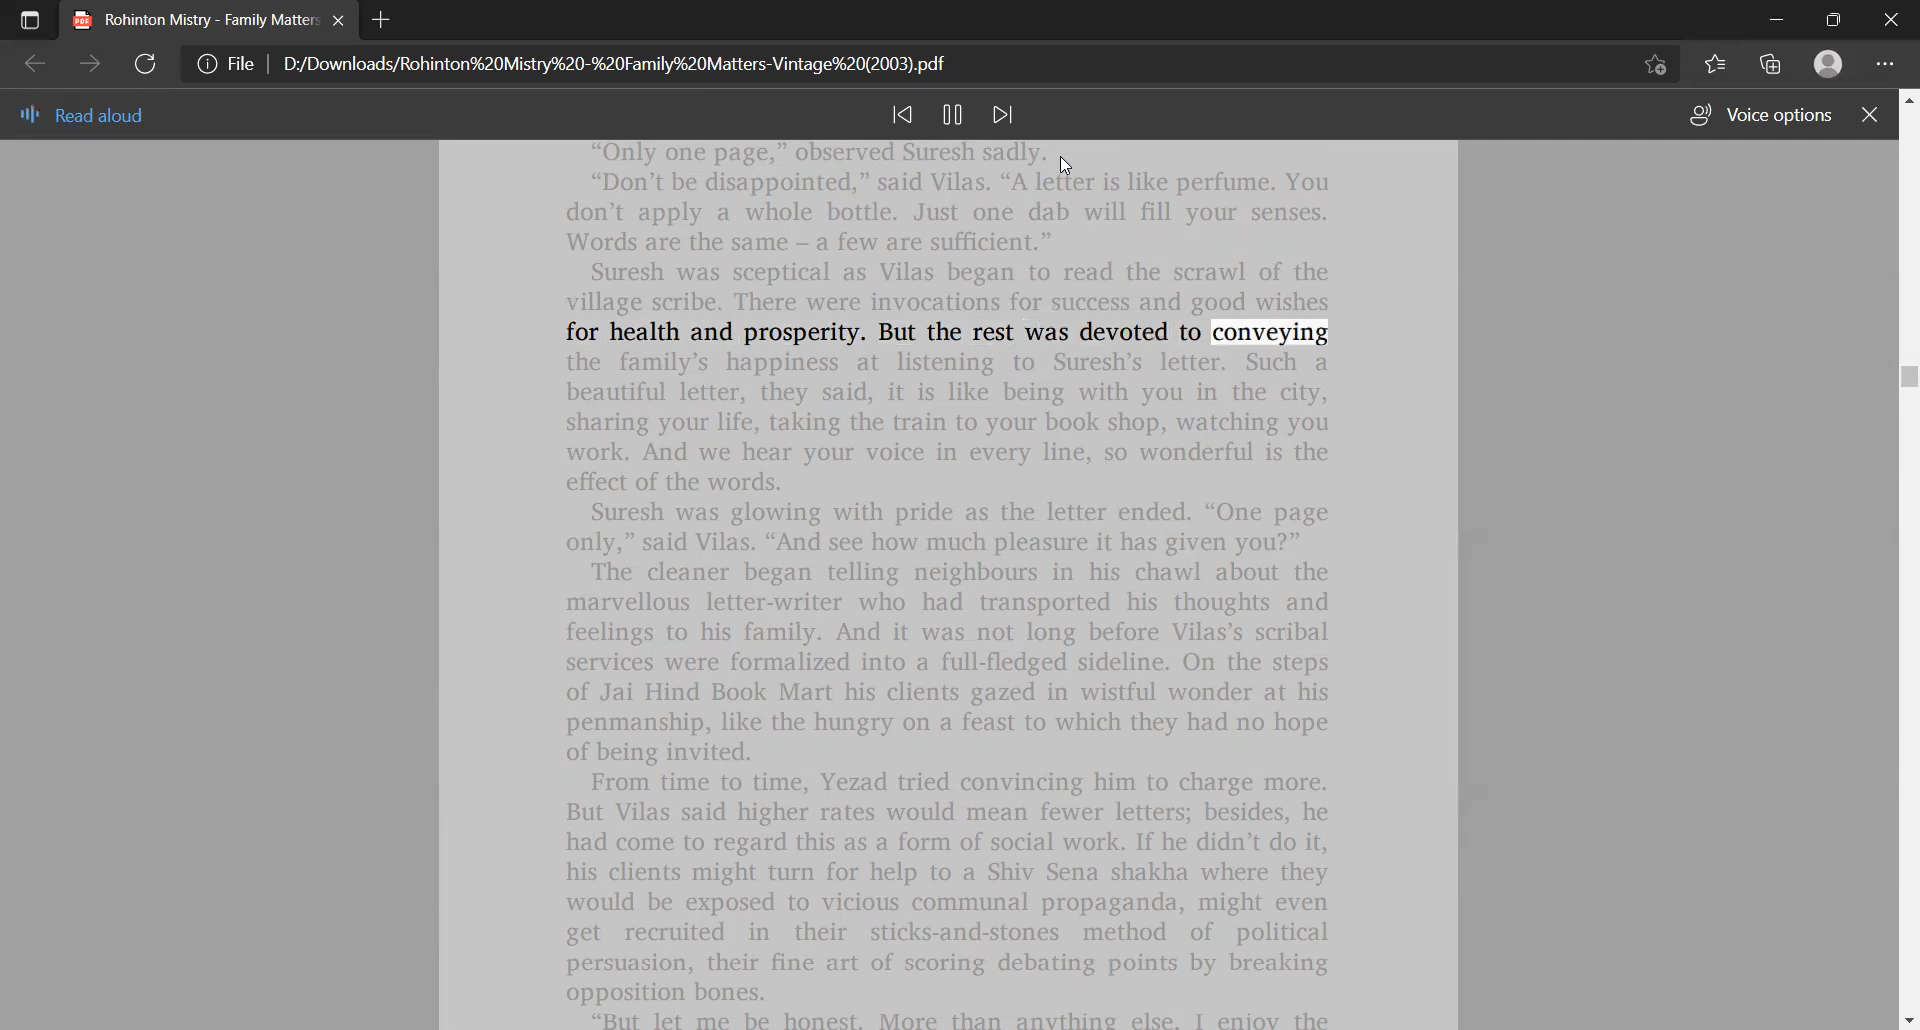 Rohinton Mistry - Family Matters
File
D:/Downloads/Rohinton%20Mistry%20-%20Family%20Matters-Vintage%20(2003).pdf
Read aloud
Voice options
“Only one page,” observed Suresh sadly.
“Don’t be disappointed,” said Vilas. “A letter is like perfume. You
don’t apply a whole bottle. Just one dab will fill your senses.
Words are the same – a few are sufficient.”
Suresh was sceptical as Vilas began to read the scrawl of the
village scribe. There were invocations for success and good wishes
for health and prosperity. But the rest was devoted to conveying
the family’s happiness at listening to Suresh’s letter. Such a
beautiful letter, they said, it is like being with you in the city,
sharing your life, taking the train to your book shop, watching you
work. And we hear your voice in every line, so wonderful is the
effect of the words.
Suresh was glowing with pride as the letter ended. “One page
only,” said Vilas. “And see how much pleasure it has given you?”
The cleaner began telling neighbours in his chawl about the
marvellous letter-writer who had transported his thoughts and
feelings to his family. And it was not long before Vilas’s scribal
services were formalized into a full-fledged sideline. On the steps
of Jai Hind Book Mart his clients gazed in wistful wonder at his
penmanship, like the hungry on a feast to which they had no hope
of being invited.
From time to time, Yezad tried convincing him to charge more.
But Vilas said higher rates would mean fewer letters; besides, he
had come to regard this as a form of social work. If he didn’t do it,
his clients might turn for help to a Shiv Sena shakha where they
would be exposed to vicious communal propaganda, might even
get recruited in their sticks-and-stones method of political
persuasion, their fine art of scoring debating points by breaking
opposition bones.
“But let me be honest. More than anything else, I enjoy the